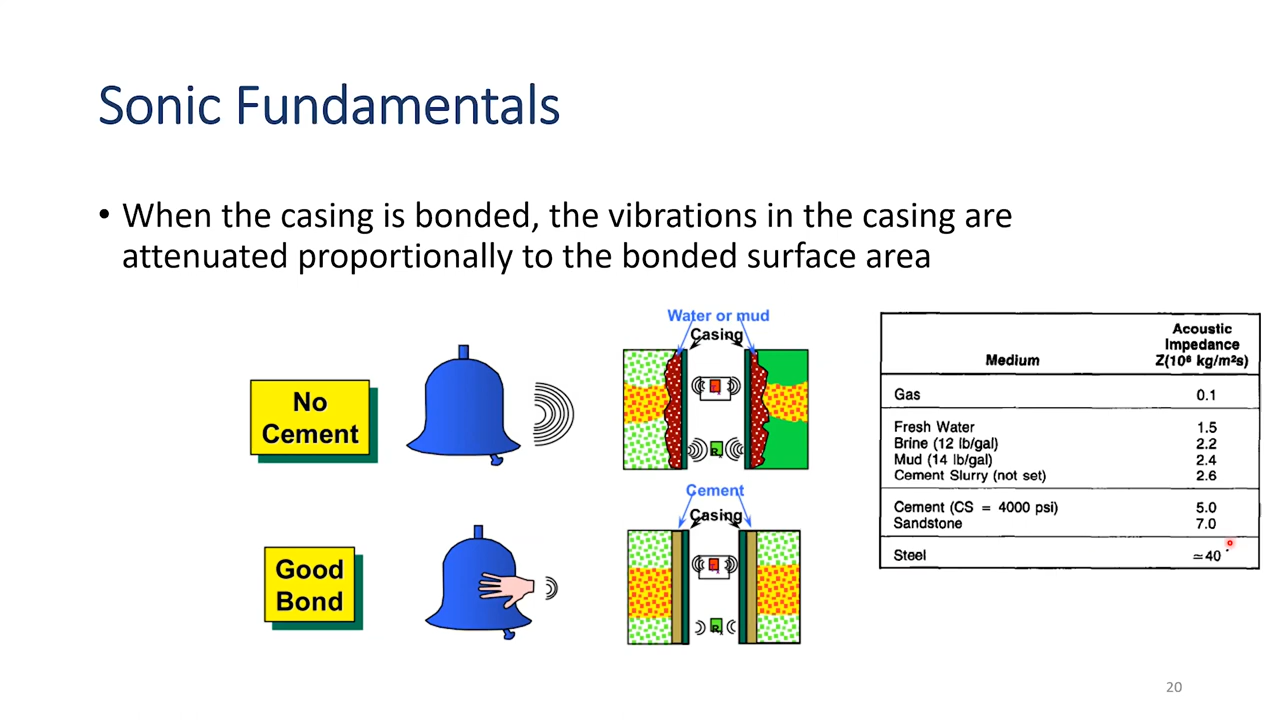 Sonic Fundamentals
• When the casing is bonded, the vibrations in the casing are
attenuated proportionally to the bonded surface area
No
Cement
Water or mud
Casing
Good
Bond
Cement
Casing
Medium
Acoustic
Impedance
Z(10⁶ kg/m²s)
Gas 0.1
Fresh Water 1.5
Brine (12 lb/gal) 2.2
Mud (14 lb/gal) 2.4
Cement Slurry (not set) 2.6
Cement (CS = 4000 psi) 5.0
Sandstone 7.0
Steel ≃40
20